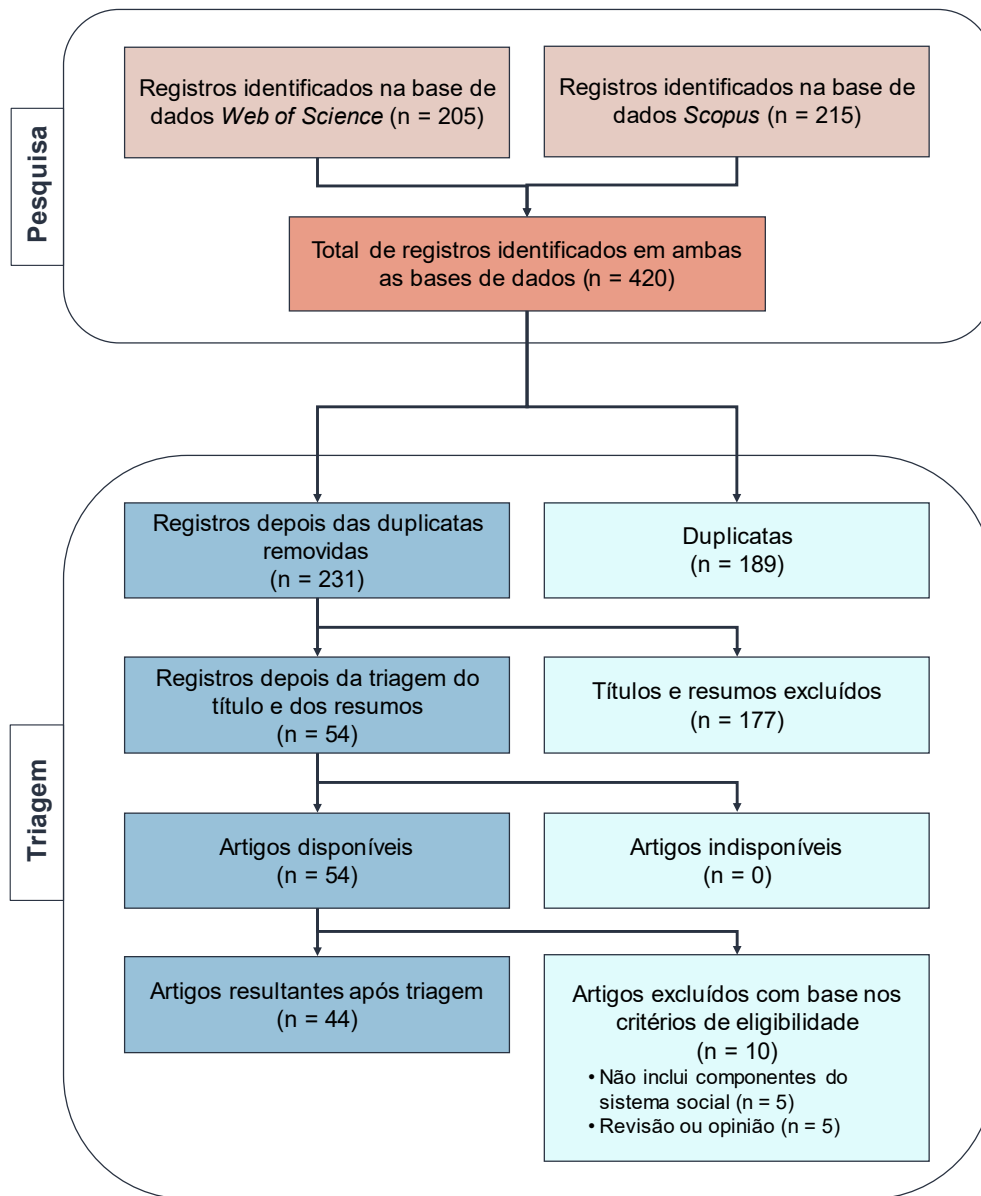 Pesquisa
Registros identificados na base de
dados Web of Science (n = 205)
Registros identificados na base de
dados Scopus (n = 215)
Total de registros identificados em ambas
as bases de dados (n = 420)
Triagem
Registros depois das duplicatas
removidas
(n = 231)
Duplicatas
(n = 189)
Registros depois da triagem do
título e dos resumos
(n = 54)
Títulos e resumos excluídos
(n = 177)
Artigos disponíveis
(n = 54)
Artigos indisponíveis
(n = 0)
Artigos resultantes após triagem
(n = 44)
Artigos excluídos com base nos
critérios de eligibilidade
(n = 10)
• Não inclui componentes do
sistema social (n = 5)
• Revisão ou opinião (n = 5)